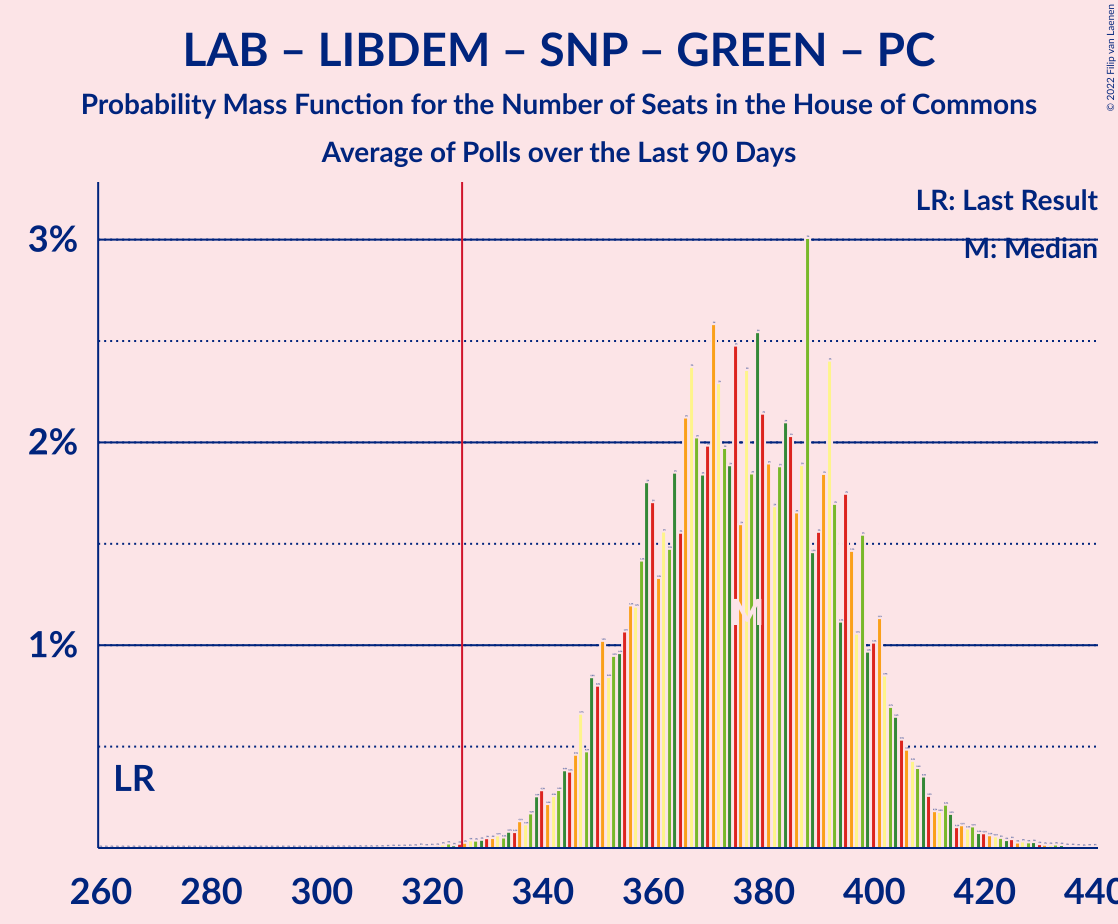 LAB – LIBDEM – SNP – GREEN – PC
Probability Mass Function for the Number of Seats in the House of Commons
Average of Polls over the Last 90 Days
© 2022 Filip van Laenen
LR: Last Result
M: Median
3%
2%
1%
M
LR
260 280 300 320 340 360 380 400 420 440